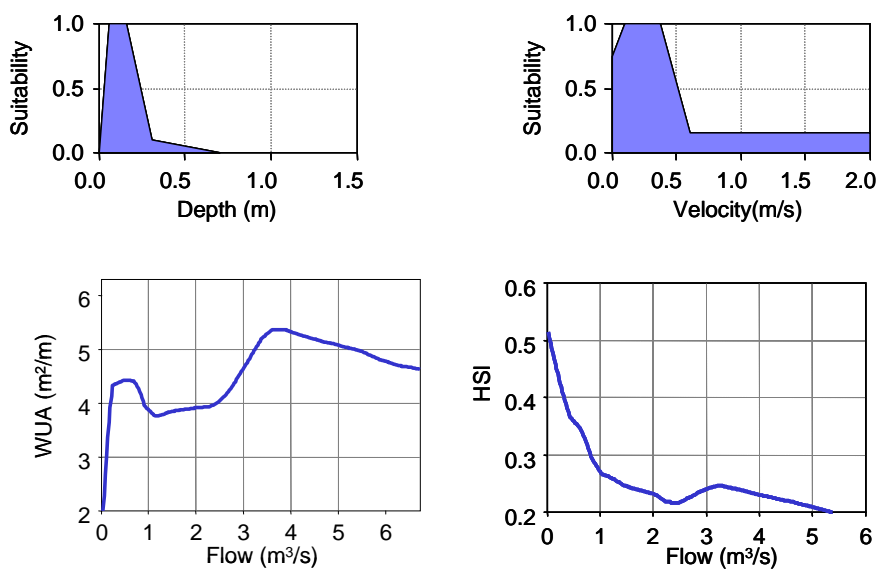 Suitability
1.0
0.5
0.0
0.0 0.5 1.0 1.5
Depth (m)
Suitability
1.0
0.5
0.0
0.0 0.5 1.0 1.5 2.0
Velocity(m/s)
WUA (m²/m)
6
5
4
3
2
0 1 2 3 4 5 6
Flow (m³/s)
HSI
0.6
0.5
0.4
0.3
0.2
0 1 2 3 4 5 6
Flow (m³/s)